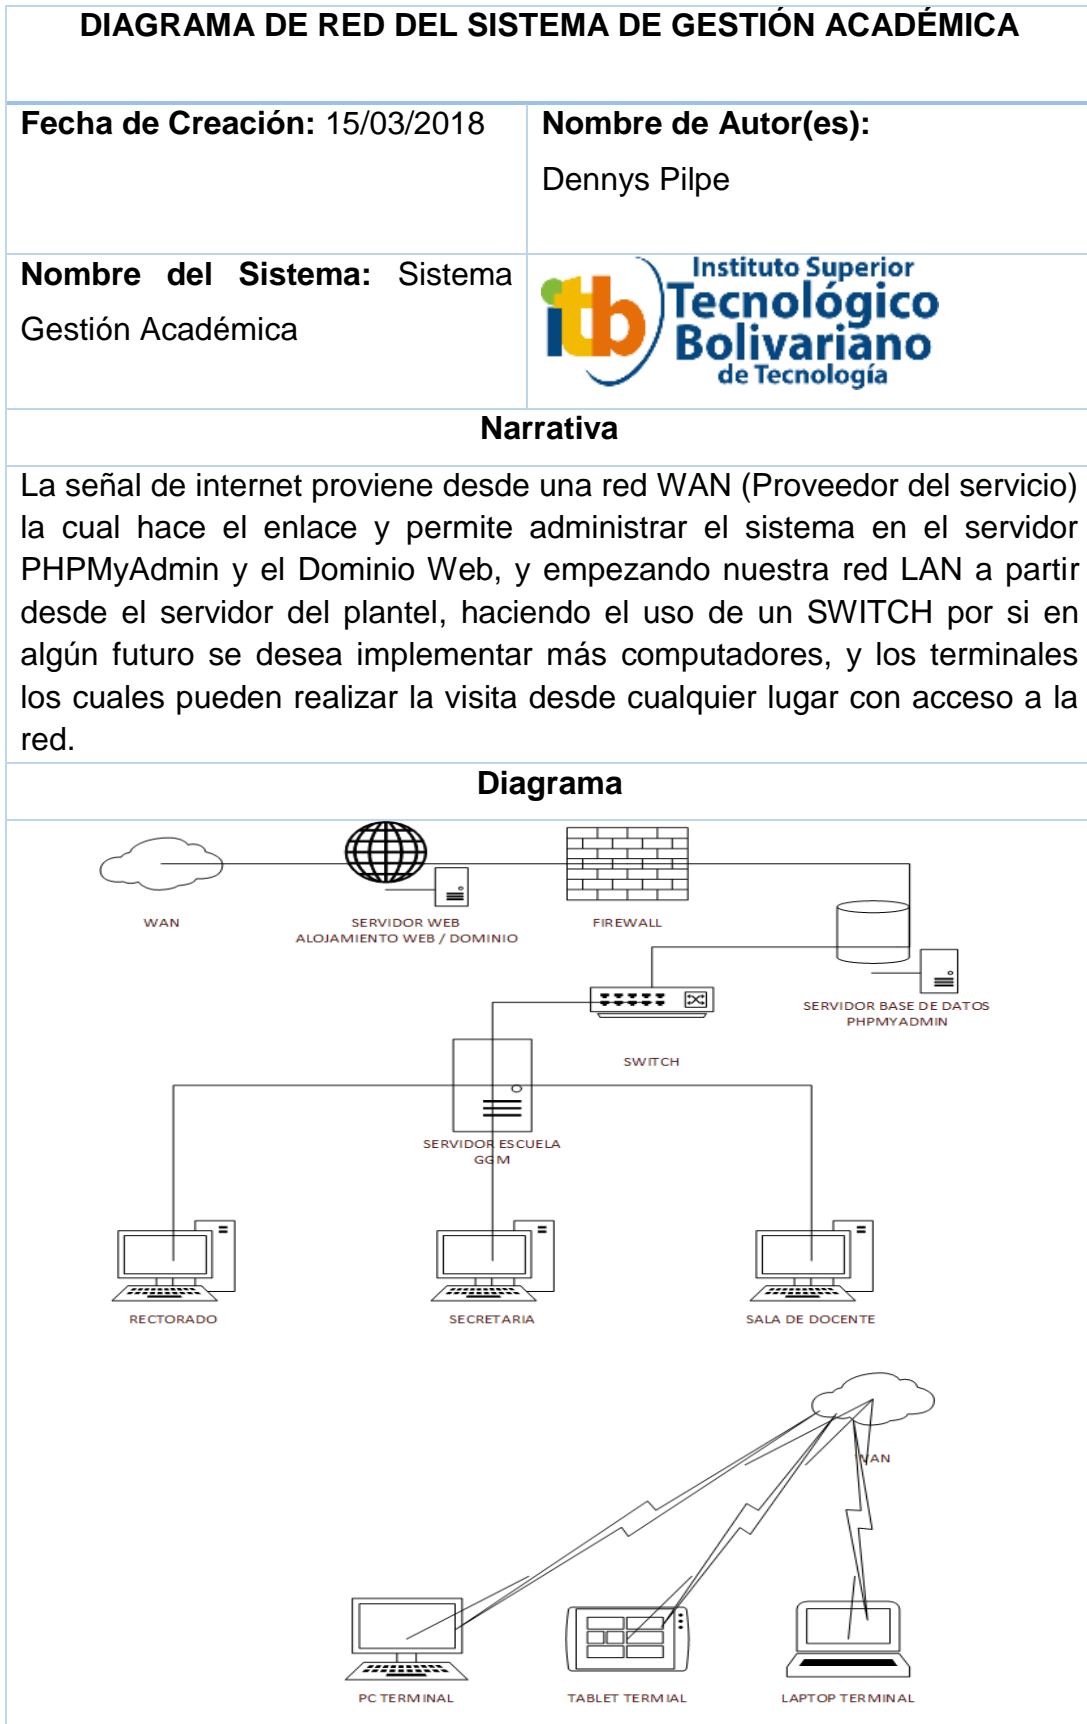 DIAGRAMA DE RED DEL SISTEMA DE GESTIÓN ACADÉMICA
Fecha de Creación: 15/03/2018
Nombre de Autor(es):
Dennys Pilpe
Nombre del Sistema: Sistema
Gestión Académica
itb
Instituto Superior
Tecnológico
Bolivariano
de Tecnología
Narrativa
La señal de internet proviene desde una red WAN (Proveedor del servicio)
la cual hace el enlace y permite administrar el sistema en el servidor
PHPMyAdmin y el Dominio Web, y empezando nuestra red LAN a partir
desde el servidor del plantel, haciendo el uso de un SWITCH por si en
algún futuro se desea implementar más computadores, y los terminales
los cuales pueden realizar la visita desde cualquier lugar con acceso a la
red.
Diagrama
WAN
SERVIDOR WEB
ALOJAMIENTO WEB / DOMINIO
FIREWALL
SERVIDOR BASE DE DATOS
PHPMYADMIN
SWITCH
SERVIDOR ESCUELA
GGM
RECTORADO
SECRETARIA
SALA DE DOCENTE
WAN
PC TERMINAL
TABLET TERMIAL
LAPTOP TERMINAL